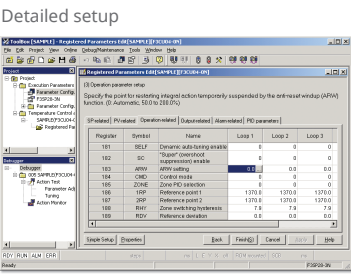 Detailed setup
ToolBox [SAMPLE] - Registered Parameters Edit[SAMPLE][F3CU04-0N]
File Edit Project View Online Debug/Maintenance Tools Window Help
Project
Project
Execution Parameters
Parameter Config.
F3SP28-3N
Parameter Config.
Temperature Control
SAMPLE(F3CU04-
Registered Par
Registered Parameters Edit[SAMPLE][F3CU04-0N]
(3) Operation parameter setup
Specify the point for restarting integral action temporarily suspended by the anti-reset windup (ARW)
function. (0: Automatic, 50.0 to 200.0%)
SP-related PV-related Operation-related Output-related Alarm-related PID parameters
Register Symbol Name Loop 1 Loop 2 Loop 3
181 SELF Dynamic auto-tuning enable 0 0 0
182 SC "Super" (overshoot suppression) enable 0 0 0
183 ARW ARW setting 0.0 0.0 0.0
184 CMD Control mode 0 0 0
185 ZONE Zone PID selection 0 0 0
186 1RP Reference point 1 1370.0 1370.0 1370.0
187 2RP Reference point 2 1370.0 1370.0 1370.0
188 RHY Zone switching hysteresis 7.9 7.9 7.9
189 RDV Reference deviation 0.0 0.0 0.0
Debugger
Debugger
003 SAMPLE(F3CU04-
Action Test
Parameter Adj
Tuning
Action Monitor
Simple Setup Properties Back Finish(S) Cancel Apply Help
RDY RUN ALM ERR
Ready F3SP28-3N